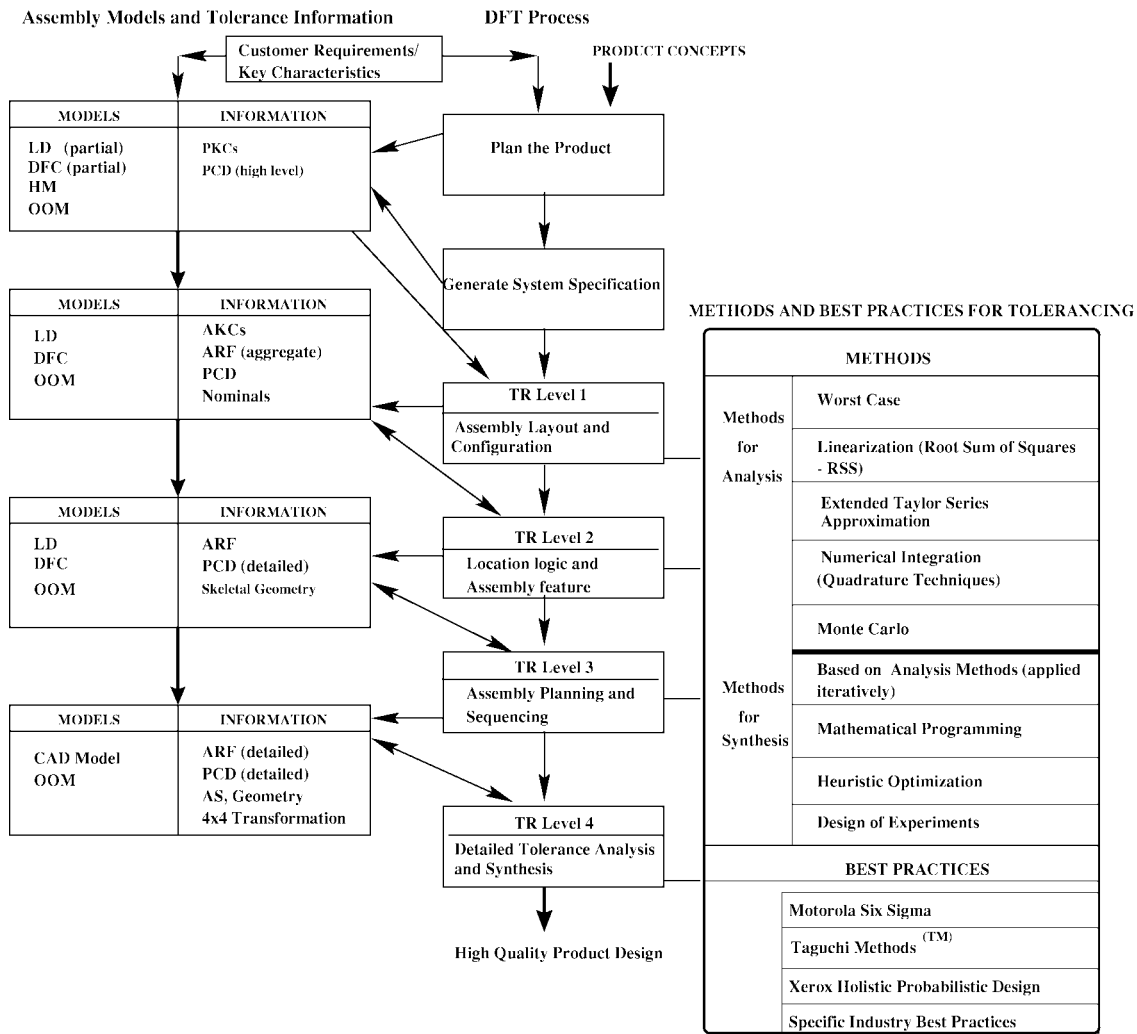 Assembly Models and Tolerance Information
DFT Process
Customer Requirements/
Key Characteristics
PRODUCT CONCEPTS
MODELS
INFORMATION
LD (partial)
DFC (partial)
HM
OOM
PKCs
PCD (high level)
Plan the Product
Generate System Specification
MODELS
INFORMATION
LD
DFC
OOM
AKCs
ARF (aggregate)
PCD
Nominals
TR Level 1
Assembly Layout and
Configuration
MODELS
INFORMATION
LD
DFC
OOM
ARF
PCD (detailed)
Skeletal Geometry
TR Level 2
Location logic and
Assembly feature
TR Level 3
Assembly Planning and
Sequencing
MODELS
INFORMATION
CAD Model
OOM
ARF (detailed)
PCD (detailed)
AS, Geometry
4x4 Transformation
TR Level 4
Detailed Tolerance Analysis
and Synthesis
High Quality Product Design
METHODS AND BEST PRACTICES FOR TOLERANCING
METHODS
Methods
for
Analysis
Worst Case
Linearization (Root Sum of Squares
- RSS)
Extended Taylor Series
Approximation
Numerical Integration
(Quadrature Techniques)
Monte Carlo
Methods
for
Synthesis
Based on Analysis Methods (applied
iteratively)
Mathematical Programming
Heuristic Optimization
Design of Experiments
BEST PRACTICES
Motorola Six Sigma
Taguchi Methods (TM)
Xerox Holistic Probabilistic Design
Specific Industry Best Practices